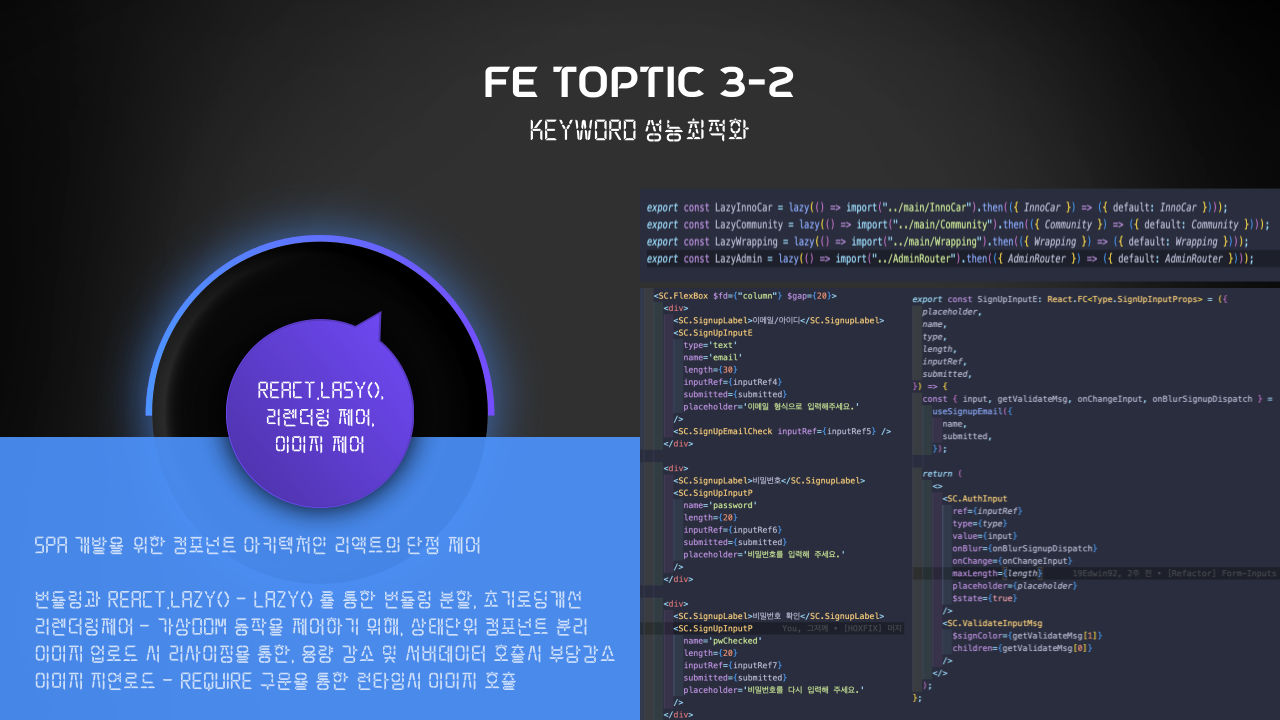 FE TOPTIC 3-2
KEYWORD 성능최적화
REACT.LASY(),
리렌더링 제어,
이미지 제어
SPA 개발을 위한 컴포넌트 아키텍처인 리액트의 단점 제어
번들링과 REACT.LAZY() - LAZY() 를 통한 번들링 분할, 초기로딩개선
리렌더링제어 - 가상DOM 동작을 제어하기 위해, 상태단위 컴포넌트 분리
이미지 업로드 시 리사이징을 통한, 용량 감소 및 서버데이터 호출시 부담감소
이미지 지연로드 - REQUIRE 구문을 통한 런타임시 이미지 호출
export const LazyInnoCar = lazy(() => import("../main/InnoCar").then(({ InnoCar }) => ({ default: InnoCar })));
export const LazyCommunity = lazy(() => import("../main/Community").then(({ Community }) => ({ default: Community })));
export const LazyWrapping = lazy(() => import("../main/Wrapping").then(({ Wrapping }) => ({ default: Wrapping })));
export const LazyAdmin = lazy(() => import("../AdminRouter").then(({ AdminRouter }) => ({ default: AdminRouter })));
<SC.FlexBox $fd={"column"} $gap={20}>
<div>
<SC.SignupLabel>이메일/아이디</SC.SignupLabel>
<SC.SignUpInputE
type='text'
name='email'
length={30}
inputRef={inputRef4}
submitted={submitted}
placeholder='이메일 형식으로 입력해주세요.'
/>
<SC.SignUpEmailCheck inputRef={inputRef5} />
</div>
<div>
<SC.SignupLabel>비밀번호</SC.SignupLabel>
<SC.SignUpInputP
name='password'
length={20}
inputRef={inputRef6}
submitted={submitted}
placeholder='비밀번호를 입력해 주세요.'
/>
</div>
<div>
<SC.SignupLabel>비밀번호 확인</SC.SignupLabel>
<SC.SignUpInputP You, 그저께 • [HOXFIX] 머지
name='pwChecked'
length={20}
inputRef={inputRef7}
submitted={submitted}
placeholder='비밀번호를 다시 입력해 주세요.'
/>
</div>
export const SignUpInputE: React.FC<Type.SignUpInputProps> = ({
placeholder,
name,
type,
length,
inputRef,
submitted,
}) => {
const { input, getValidateMsg, onChangeInput, onBlurSignupDispatch } =
useSignupEmail({
name,
submitted,
});
return (
<>
<SC.AuthInput
ref={inputRef}
type={type}
value={input}
onBlur={onBlurSignupDispatch}
onChange={onChangeInput}
maxLength={length} 19Edwin92, 2주 전 • [Refactor] Form-Inputs
placeholder={placeholder}
$state={true}
/>
<SC.ValidateInputMsg
$signColor={getValidateMsg[1]}
children={getValidateMsg[0]}
/>
</>
);
};